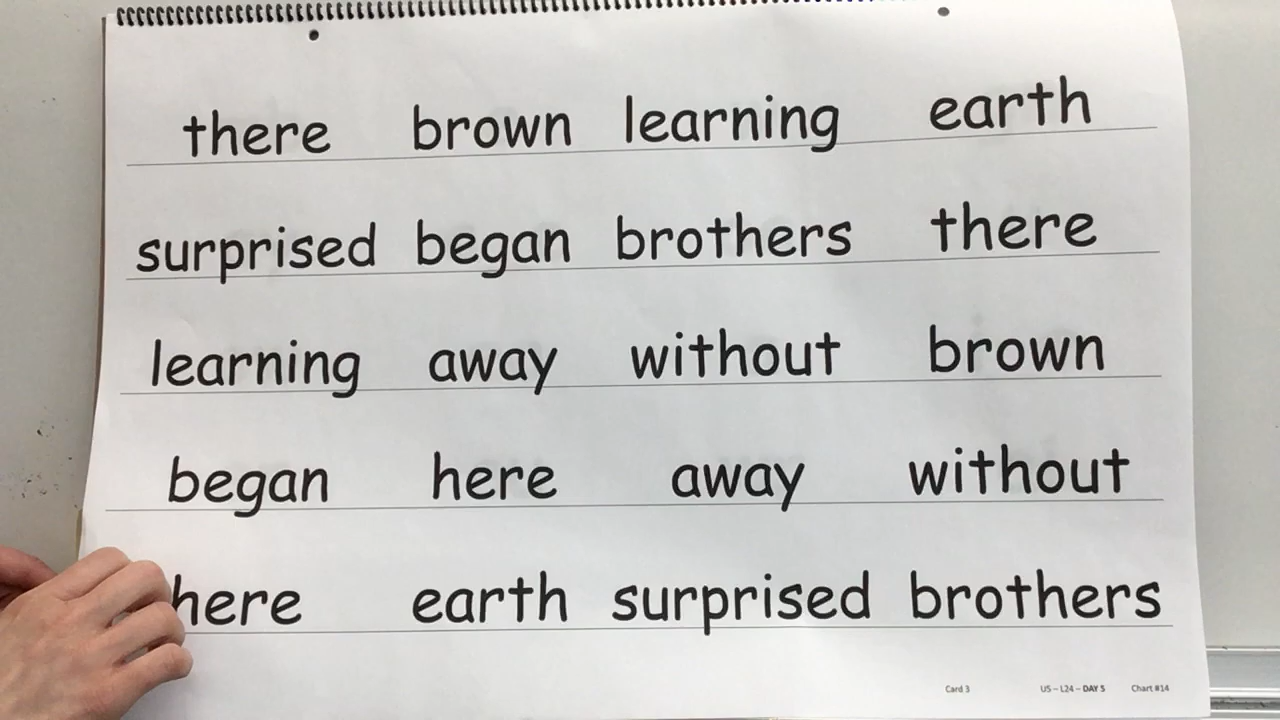 there brown learning earth
surprised began brothers there
learning away without brown
began here away without
here earth surprised brothers
Card 3 U5 – L24 – DAY 5 Chart #14